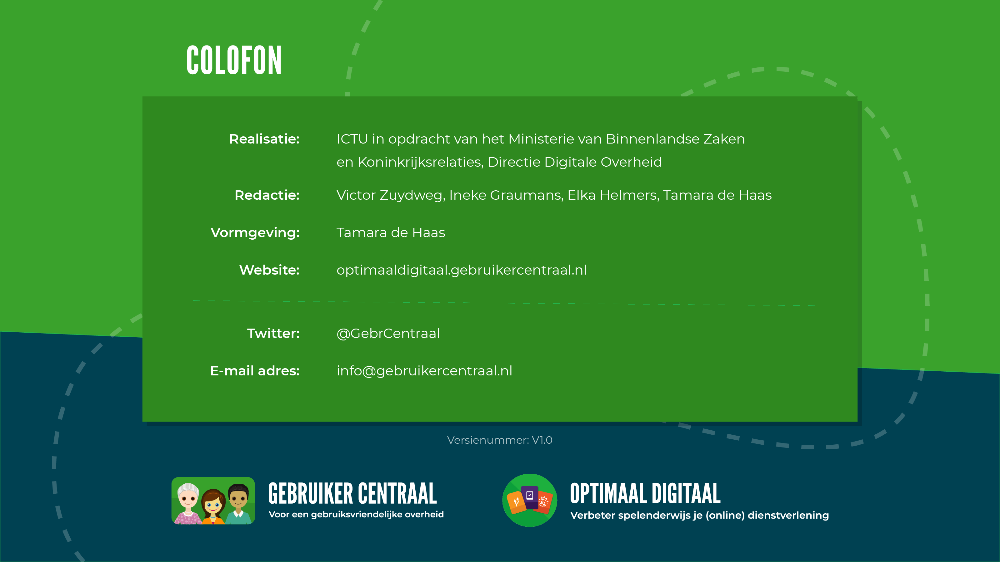 COLOFON
Realisatie: ICTU in opdracht van het Ministerie van Binnenlandse Zaken
en Koninkrijksrelaties, Directie Digitale Overheid
Redactie: Victor Zuydweg, Ineke Graumans, Elka Helmers, Tamara de Haas
Vormgeving: Tamara de Haas
Website: optimaaldigitaal.gebruikercentraal.nl
Twitter: @GebrCentraal
E-mail adres: info@gebruikercentraal.nl
Versienummer: V1.0
GEBRUIKER CENTRAAL
Voor een gebruiksvriendelijke overheid
OPTIMAAL DIGITAAL
Verbeter spelenderwijs je (online) dienstverlening